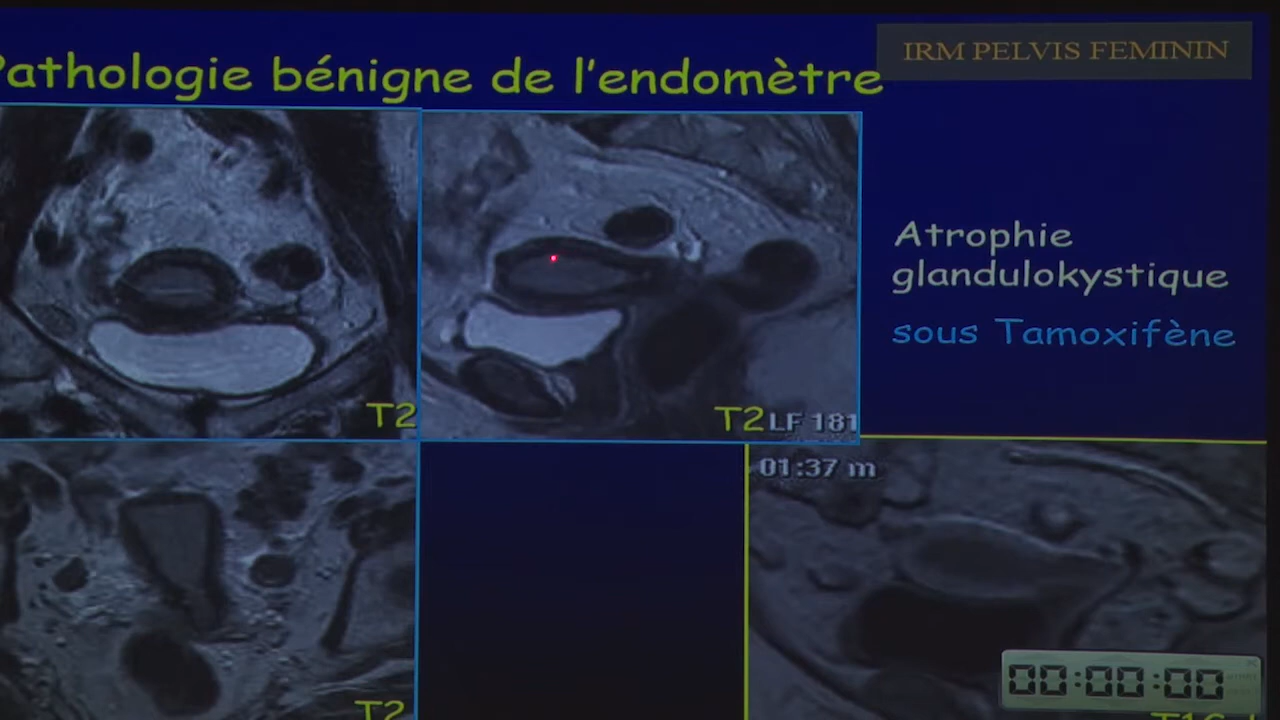 IRM PELVIS FEMININ
Pathologie bénigne de l'endomètre
Atrophie
glandulokystique
sous Tamoxifène
T2
T2
LF 181
01:37 m
T2
00:00:00